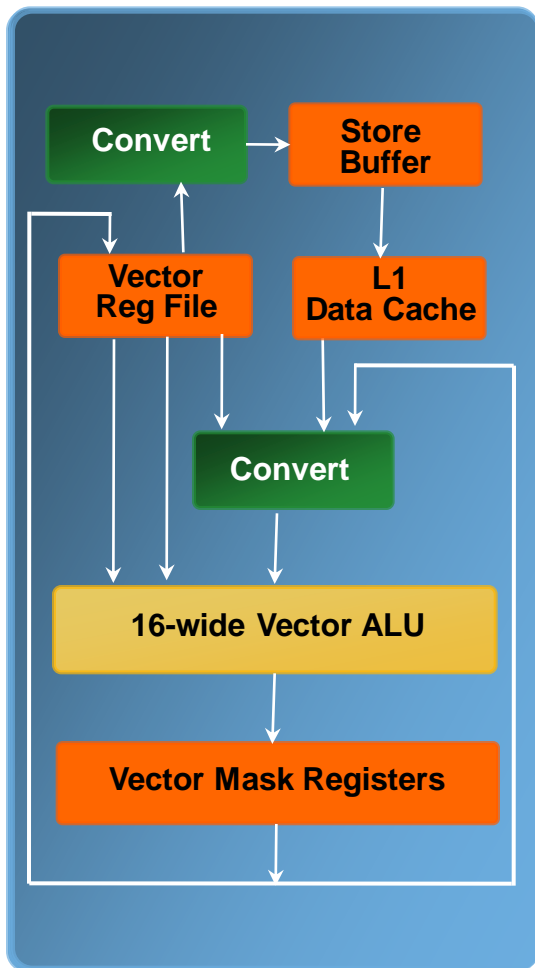 Convert
Store
Buffer
Vector
Reg File
L1
Data Cache
Convert
16-wide Vector ALU
Vector Mask Registers